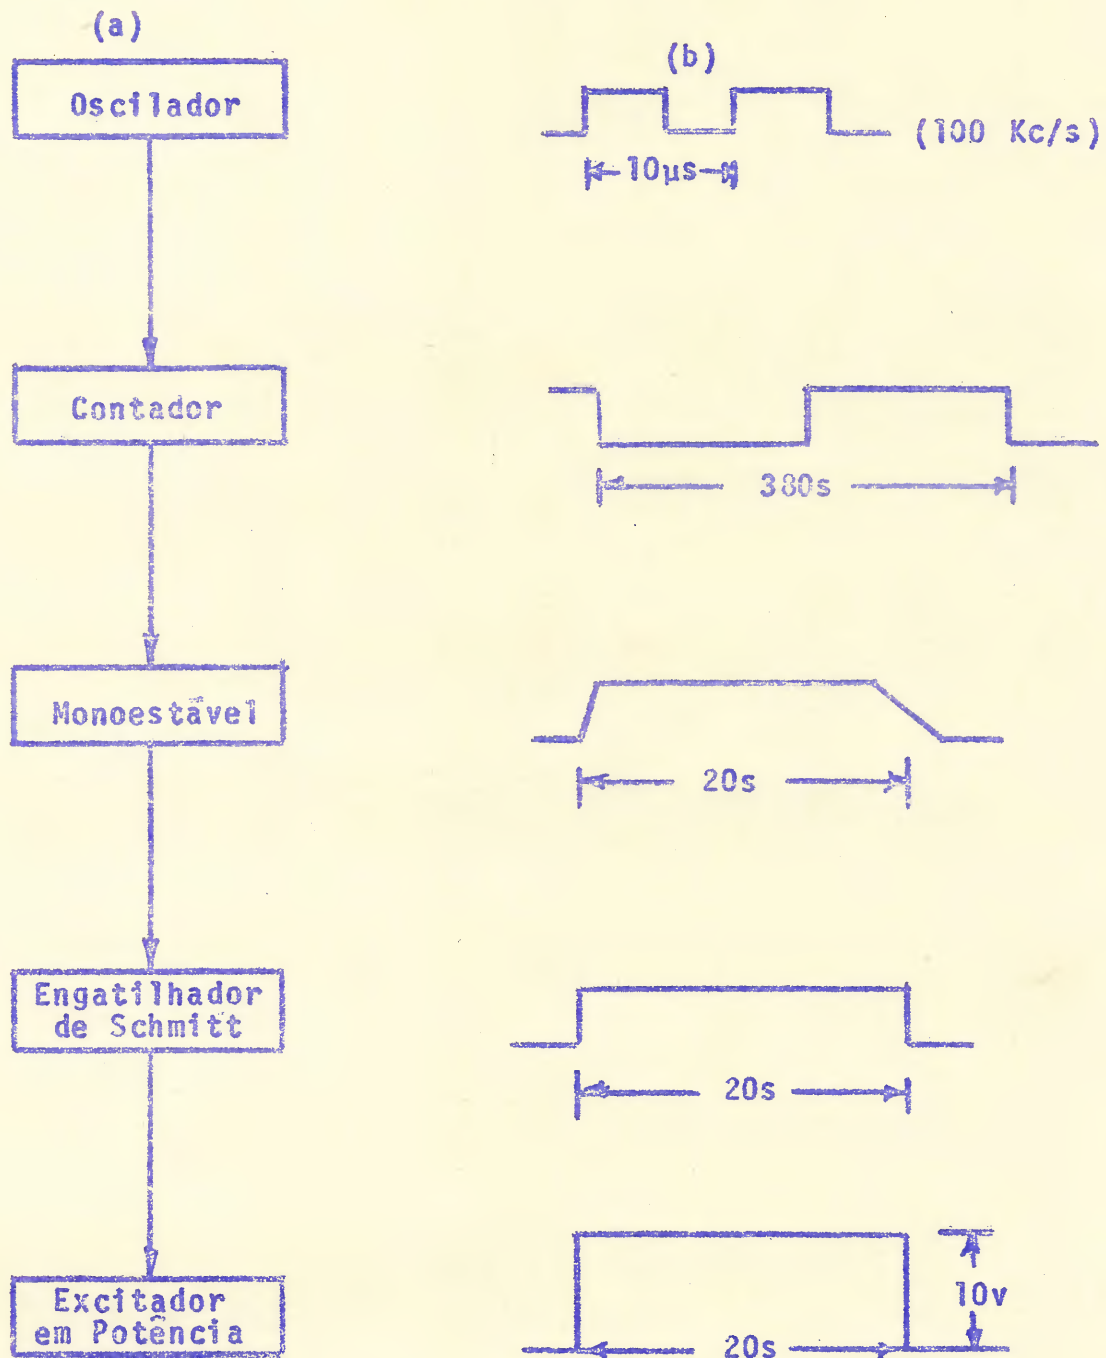 (a)
Oscilador
(b)
(100 Kc/s)
10µs
Contador
380s
Monoestável
20s
Engatilhador
de Schmitt
20s
Excitador
em Potência
10v
20s